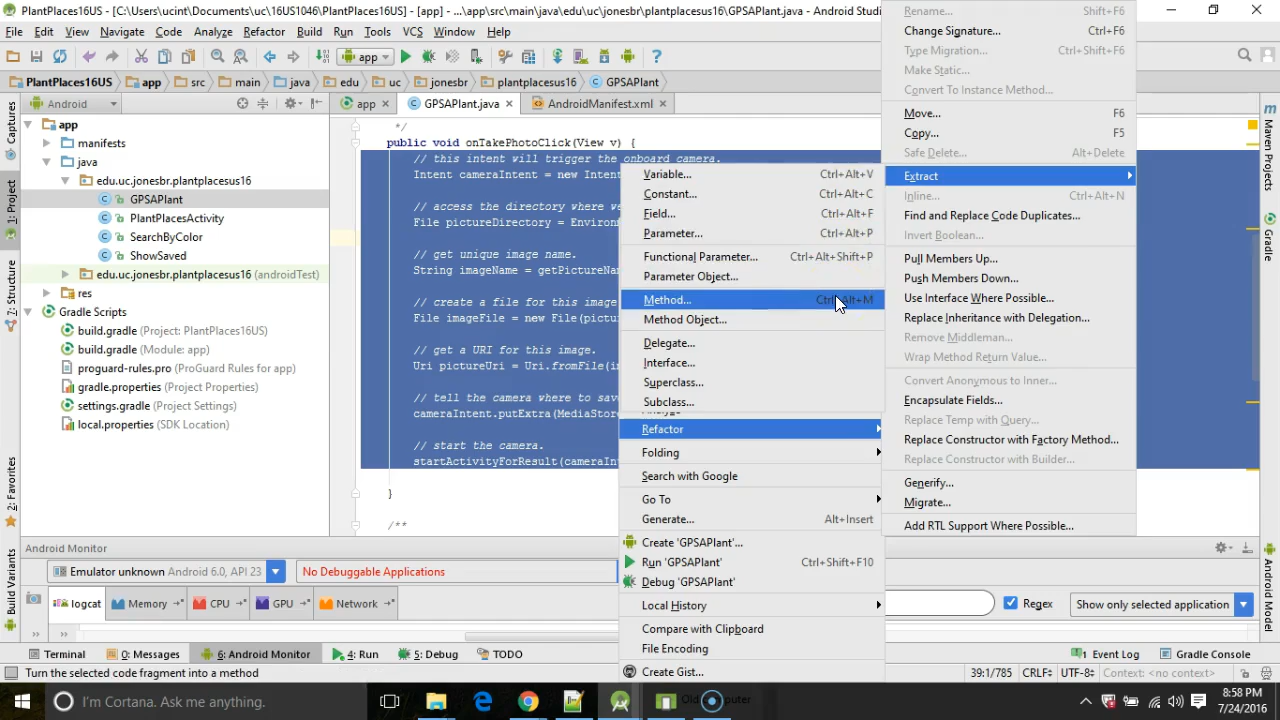 PlantPlaces16US - [C:\Users\ucint\Documents\uc\16US1046\PlantPlaces16US] - [app] - ...\app\src\main\java\edu\uc\jonesbr\plantplacesus16\GPSAPlant.java - Android Studio
File Edit View Navigate Code Analyze Refactor Build Run Tools VCS Window Help
app
PlantPlaces16US app src main java edu uc jonesbr plantplacesus16 GPSAPlant
Android
app GPSAPlant.java AndroidManifest.xml
Captures
1: Project
7: Structure
2: Favorites
Build Variants
app
manifests
java
edu.uc.jonesbr.plantplacesus16
GPSAPlant
PlantPlacesActivity
SearchByColor
ShowSaved
edu.uc.jonesbr.plantplacesus16 (androidTest)
res
Gradle Scripts
build.gradle (Project: PlantPlaces16US)
build.gradle (Module: app)
proguard-rules.pro (ProGuard Rules for app)
gradle.properties (Project Properties)
settings.gradle (Project Settings)
local.properties (SDK Location)
*/
public void onTakePhotoClick(View v) {
// this intent will trigger the onboard camera.
Intent cameraIntent = new Intent
// access the directory where we
File pictureDirectory = Environ
// get unique image name.
String imageName = getPictureNa
// create a file for this image
File imageFile = new File(pictu
// get a URI for this image.
Uri pictureUri = Uri.fromFile(i
// tell the camera where to sav
cameraIntent.putExtra(MediaStor
// start the camera.
startActivityForResult(cameraIn
}
/**
Variable... Ctrl+Alt+V
Constant... Ctrl+Alt+C
Field... Ctrl+Alt+F
Parameter... Ctrl+Alt+P
Functional Parameter... Ctrl+Alt+Shift+P
Parameter Object...
Method... Ctrl+Alt+M
Method Object...
Delegate...
Interface...
Superclass...
Subclass...
Analyze
Refactor
Folding
Search with Google
Go To
Generate... Alt+Insert
Create 'GPSAPlant'...
Run 'GPSAPlant' Ctrl+Shift+F10
Debug 'GPSAPlant'
Local History
Compare with Clipboard
File Encoding
Create Gist...
Rename... Shift+F6
Change Signature... Ctrl+F6
Type Migration... Ctrl+Shift+F6
Make Static...
Convert To Instance Method...
Move... F6
Copy... F5
Safe Delete... Alt+Delete
Extract
Inline... Ctrl+Alt+N
Find and Replace Code Duplicates...
Invert Boolean...
Pull Members Up...
Push Members Down...
Use Interface Where Possible...
Replace Inheritance with Delegation...
Remove Middleman...
Wrap Method Return Value...
Convert Anonymous to Inner...
Encapsulate Fields...
Replace Temp with Query...
Replace Constructor with Factory Method...
Replace Constructor with Builder...
Generify...
Migrate...
Add RTL Support Where Possible...
Maven Projects
Gradle
Android Model
Android Monitor
Emulator unknown Android 6.0, API 23 No Debuggable Applications
logcat Memory CPU GPU Network
Regex Show only selected application
Terminal 0: Messages 6: Android Monitor 4: Run 5: Debug TODO 1 Event Log Gradle Console
Turn the selected code fragment into a method 39:1/785 CRLF UTF-8 Context: <no context>
I'm Cortana. Ask me anything.
8:58 PM
7/24/2016